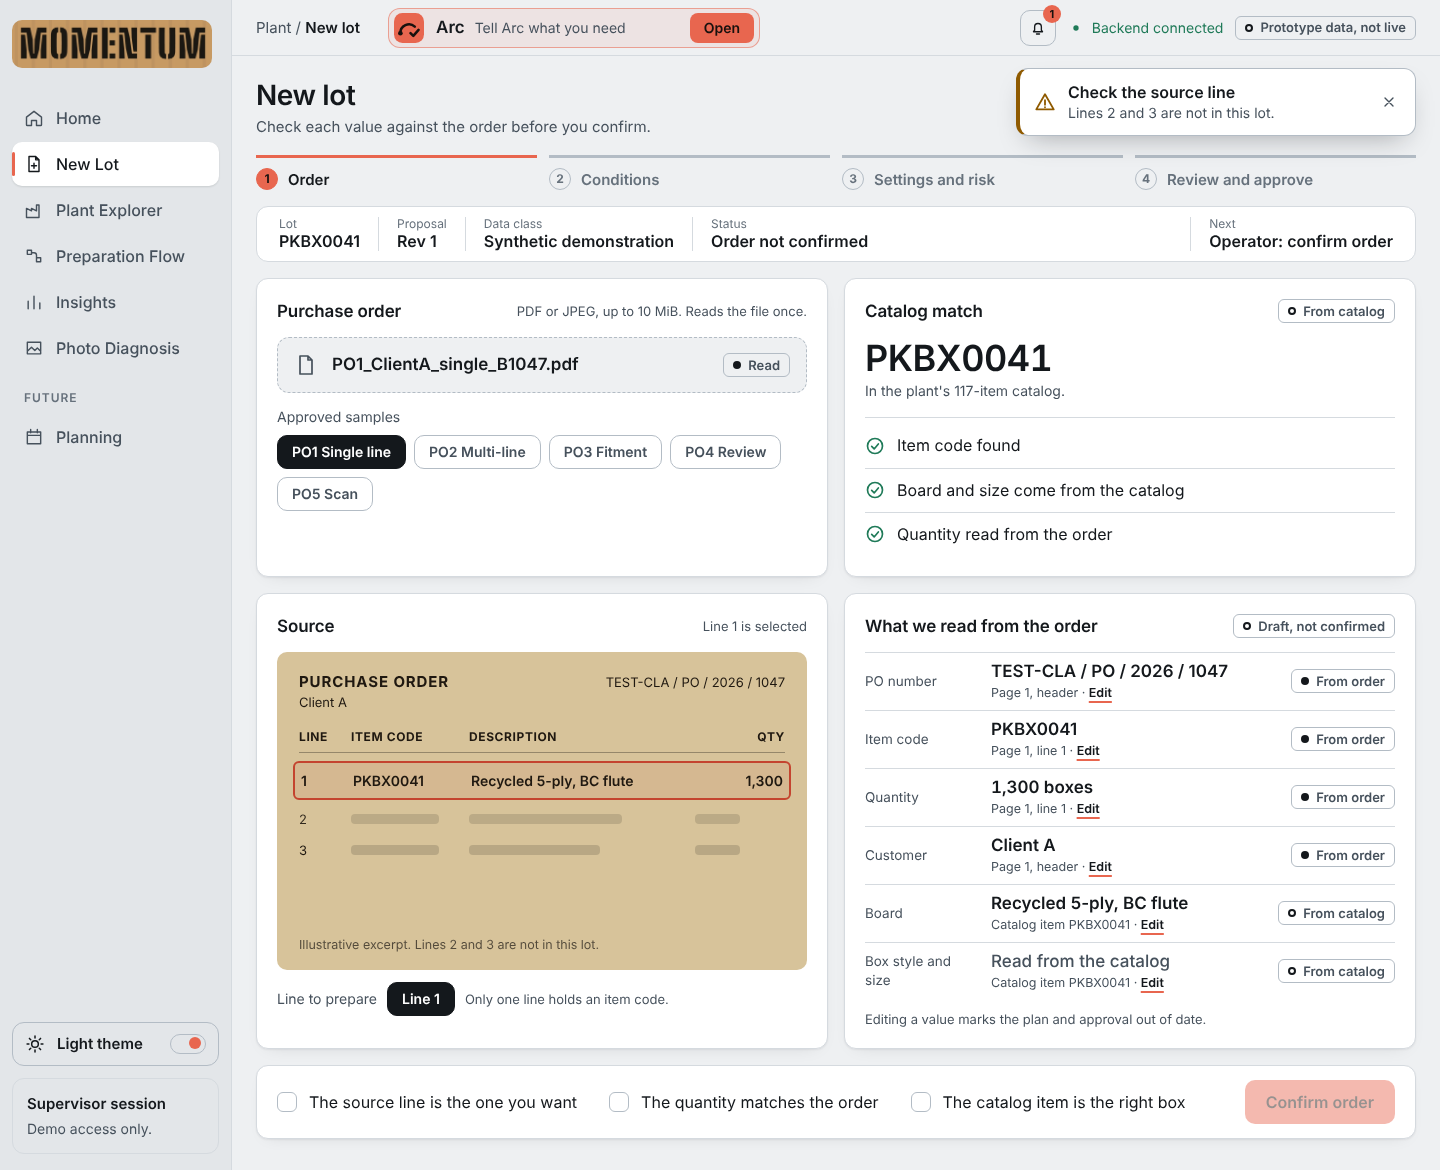 MOMENTUM
Home
New Lot
Plant Explorer
Preparation Flow
Insights
Photo Diagnosis
FUTURE
Planning
Light theme
Supervisor session
Demo access only.
Plant / New lot
Arc Tell Arc what you need Open
1
Backend connected
Prototype data, not live
New lot
Check each value against the order before you confirm.
Check the source line
Lines 2 and 3 are not in this lot.
1 Order
2 Conditions
3 Settings and risk
4 Review and approve
Lot
PKBX0041
Proposal
Rev 1
Data class
Synthetic demonstration
Status
Order not confirmed
Next
Operator: confirm order
Purchase order
PDF or JPEG, up to 10 MiB. Reads the file once.
PO1_ClientA_single_B1047.pdf
Read
Approved samples
PO1 Single line
PO2 Multi-line
PO3 Fitment
PO4 Review
PO5 Scan
Catalog match
From catalog
PKBX0041
In the plant's 117-item catalog.
Item code found
Board and size come from the catalog
Quantity read from the order
Source
Line 1 is selected
PURCHASE ORDER
TEST-CLA / PO / 2026 / 1047
Client A
LINE ITEM CODE DESCRIPTION QTY
1 PKBX0041 Recycled 5-ply, BC flute 1,300
2
3
Illustrative excerpt. Lines 2 and 3 are not in this lot.
Line to prepare
Line 1
Only one line holds an item code.
What we read from the order
Draft, not confirmed
PO number
TEST-CLA / PO / 2026 / 1047
Page 1, header · Edit
From order
Item code
PKBX0041
Page 1, line 1 · Edit
From order
Quantity
1,300 boxes
Page 1, line 1 · Edit
From order
Customer
Client A
Page 1, header · Edit
From order
Board
Recycled 5-ply, BC flute
Catalog item PKBX0041 · Edit
From catalog
Box style and
size
Read from the catalog
Catalog item PKBX0041 · Edit
From catalog
Editing a value marks the plan and approval out of date.
The source line is the one you want
The quantity matches the order
The catalog item is the right box
Confirm order